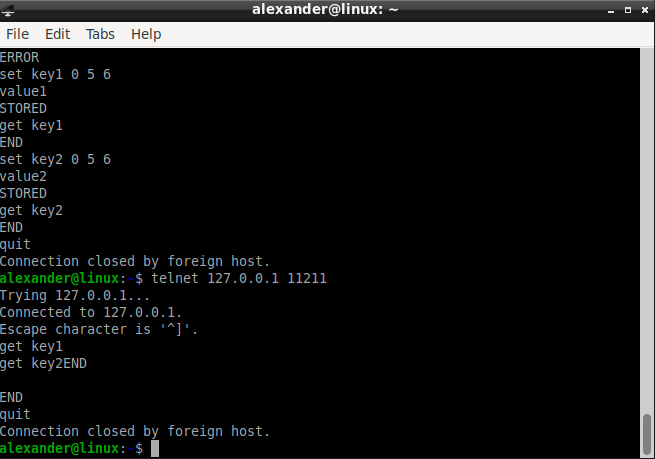 alexander@linux: ~
File Edit Tabs Help
ERROR
set key1 0 5 6
value1
STORED
get key1
END
set key2 0 5 6
value2
STORED
get key2
END
quit
Connection closed by foreign host.
alexander@linux:~$ telnet 127.0.0.1 11211
Trying 127.0.0.1...
Connected to 127.0.0.1.
Escape character is '^]'.
get key1
get key2END
END
quit
Connection closed by foreign host.
alexander@linux:~$